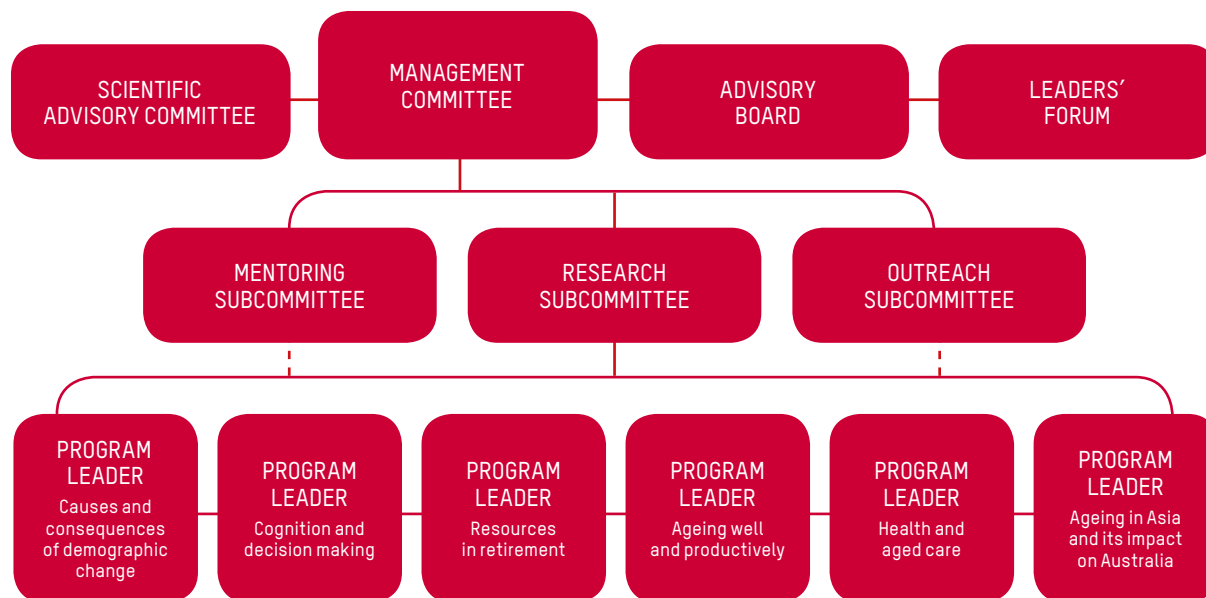 SCIENTIFIC
ADVISORY COMMITTEE
MANAGEMENT
COMMITTEE
ADVISORY
BOARD
LEADERS’
FORUM
MENTORING
SUBCOMMITTEE
RESEARCH
SUBCOMMITTEE
OUTREACH
SUBCOMMITTEE
PROGRAM
LEADER
Causes and
consequences
of demographic
change
PROGRAM
LEADER
Cognition and
decision making
PROGRAM
LEADER
Resources
in retirement
PROGRAM
LEADER
Ageing well
and productively
PROGRAM
LEADER
Health and
aged care
PROGRAM
LEADER
Ageing in Asia
and its impact
on Australia